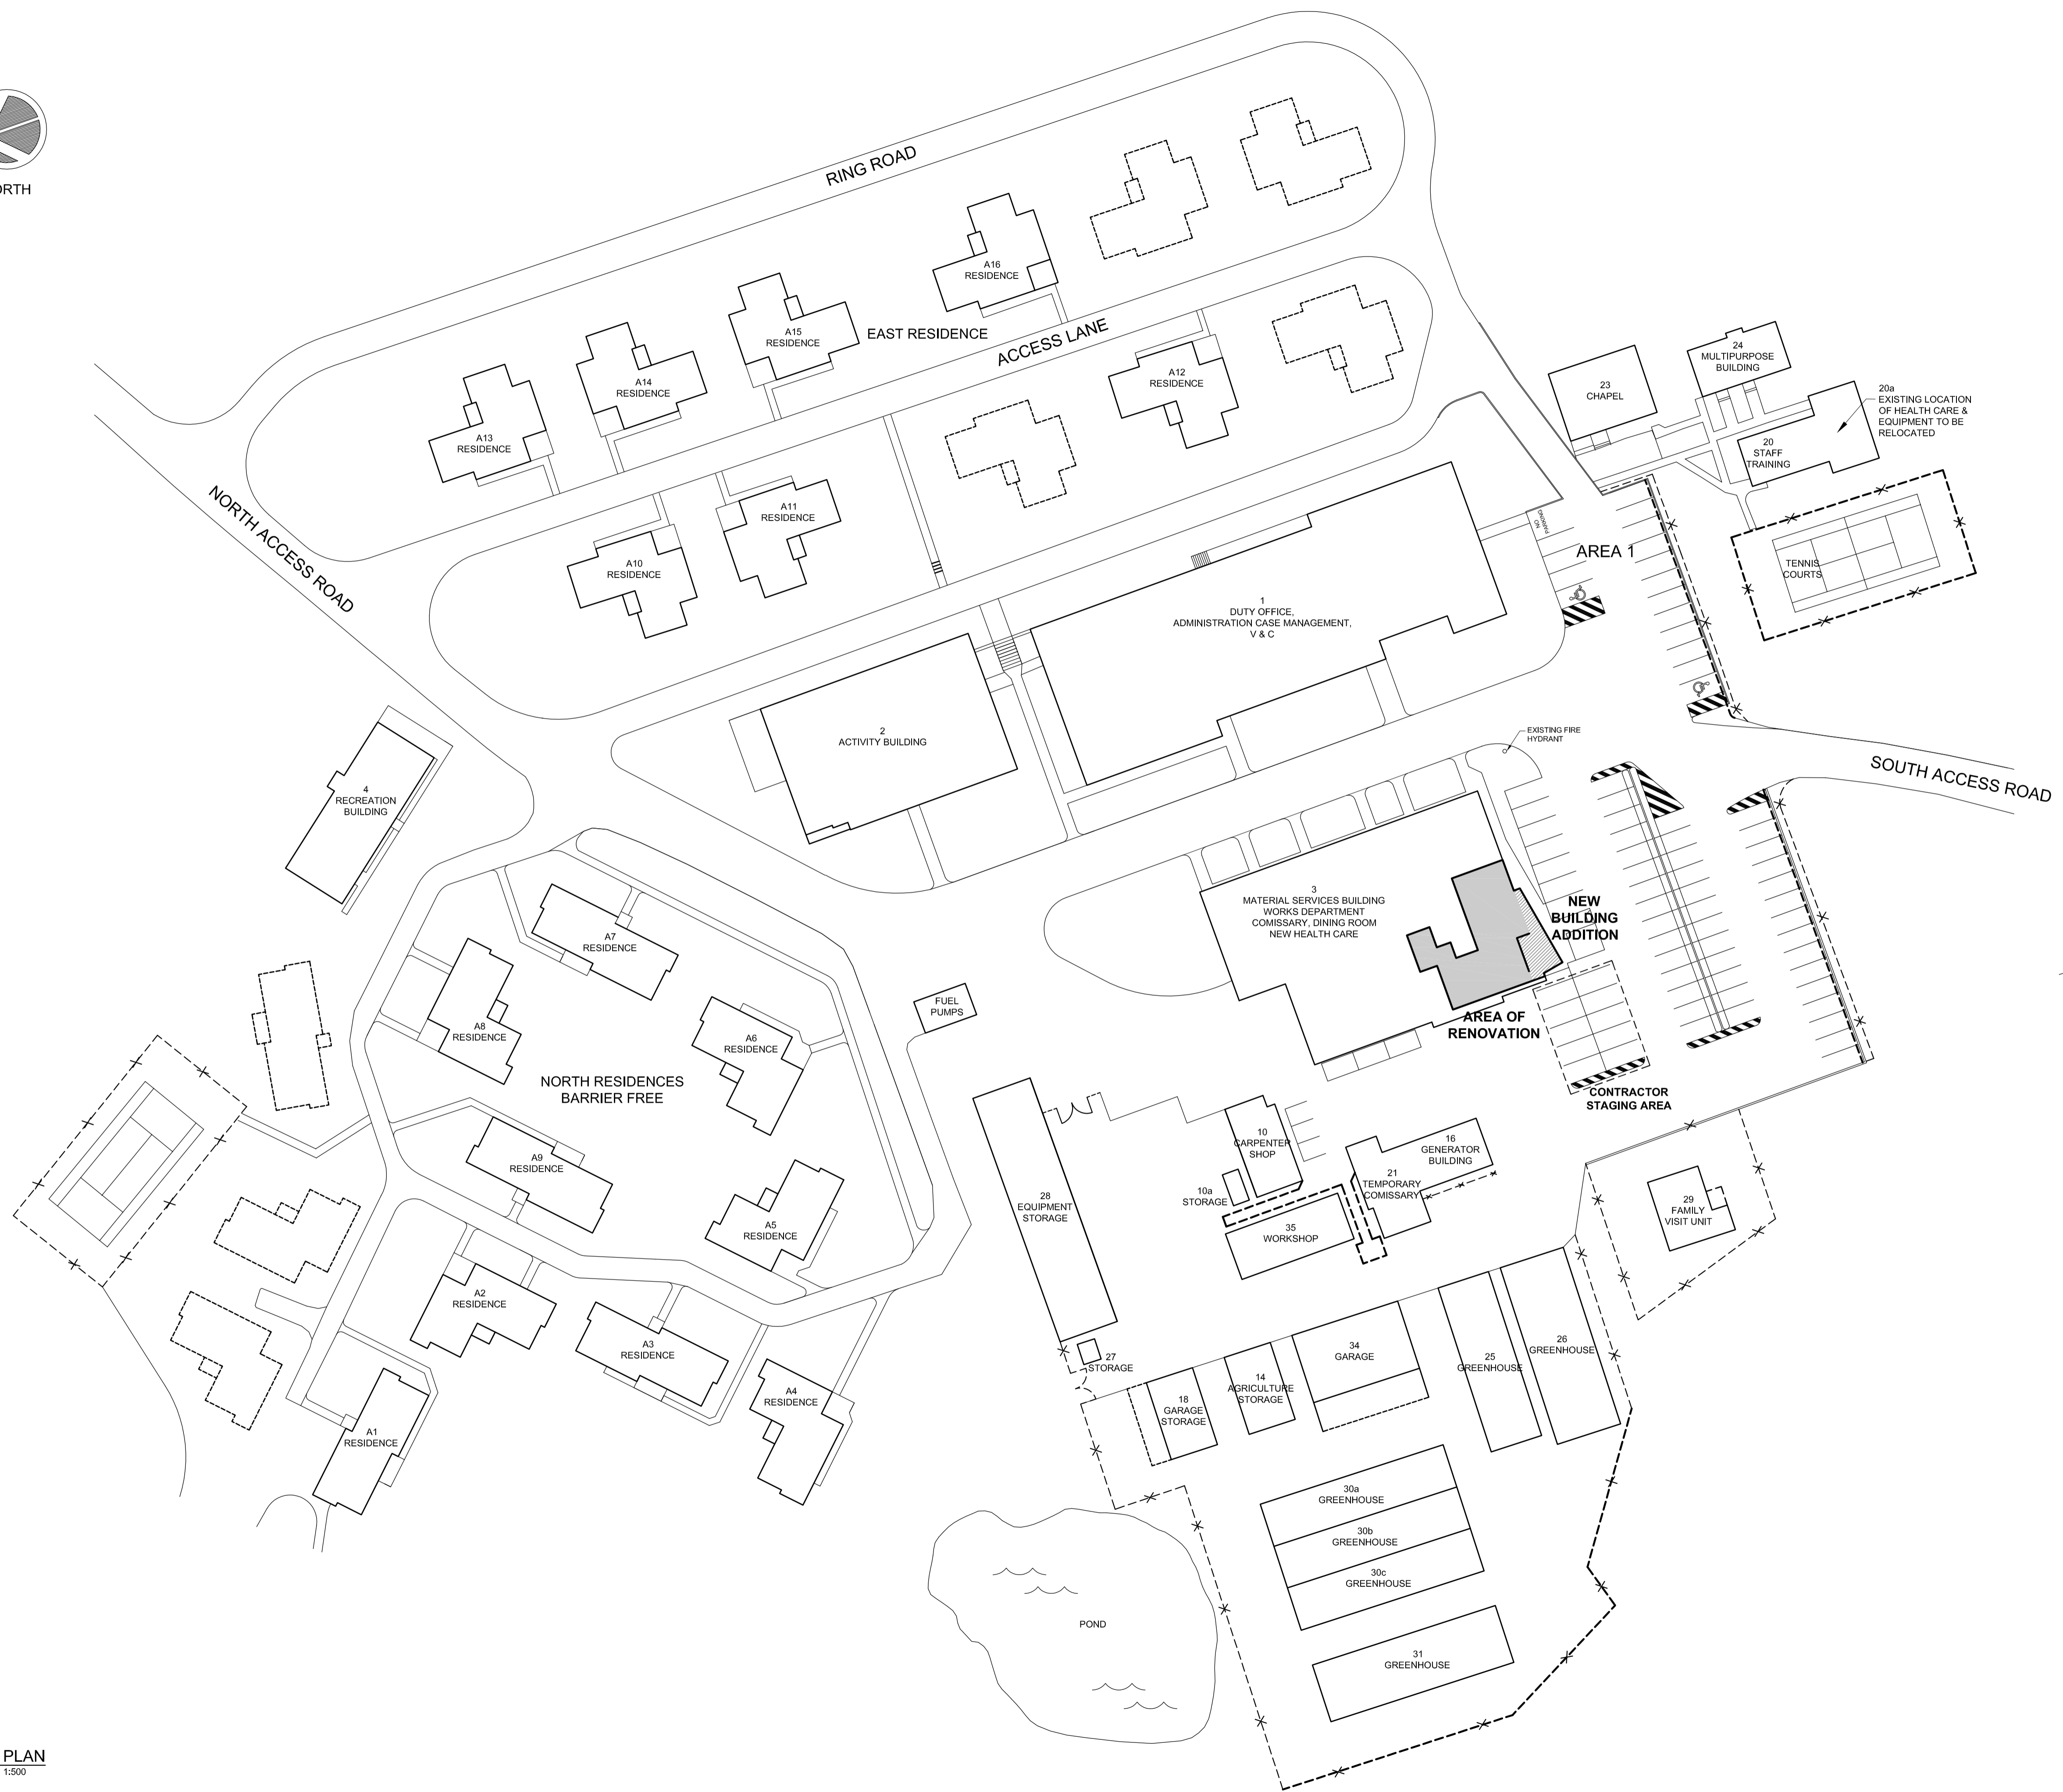 RING ROAD
ORTH
A16
RESIDENCE
A15
RESIDENCE
EAST RESIDENCE
ACCESS LANE
A14
RESIDENCE
A12
RESIDENCE
A13
RESIDENCE
24
MULTIPURPOSE
BUILDING
23
CHAPEL
20a
EXISTING LOCATION
OF HEALTH CARE &
EQUIPMENT TO BE
RELOCATED
20
STAFF
TRAINING
NORTH ACCESS ROAD
A11
RESIDENCE
A10
RESIDENCE
NO
PARKING
AREA 1
TENNIS
COURTS
1
DUTY OFFICE,
ADMINISTRATION CASE MANAGEMENT,
V & C
2
ACTIVITY BUILDING
EXISTING FIRE
HYDRANT
SOUTH ACCESS ROAD
4
RECREATION
BUILDING
3
MATERIAL SERVICES BUILDING
WORKS DEPARTMENT
COMISSARY, DINING ROOM
NEW HEALTH CARE
NEW
BUILDING
ADDITION
A7
RESIDENCE
FUEL
PUMPS
AREA OF
RENOVATION
A8
RESIDENCE
A6
RESIDENCE
NORTH RESIDENCES
BARRIER FREE
CONTRACTOR
STAGING AREA
10
CARPENTER
SHOP
16
GENERATOR
BUILDING
A9
RESIDENCE
21
TEMPORARY
COMISSARY
10a
STORAGE
28
EQUIPMENT
STORAGE
29
FAMILY
VISIT UNIT
A5
RESIDENCE
35
WORKSHOP
A2
RESIDENCE
A3
RESIDENCE
27
STORAGE
34
GARAGE
25
GREENHOUSE
26
GREENHOUSE
14
AGRICULTURE
STORAGE
18
GARAGE
STORAGE
A4
RESIDENCE
A1
RESIDENCE
30a
GREENHOUSE
30b
GREENHOUSE
30c
GREENHOUSE
POND
31
GREENHOUSE
PLAN
1:500